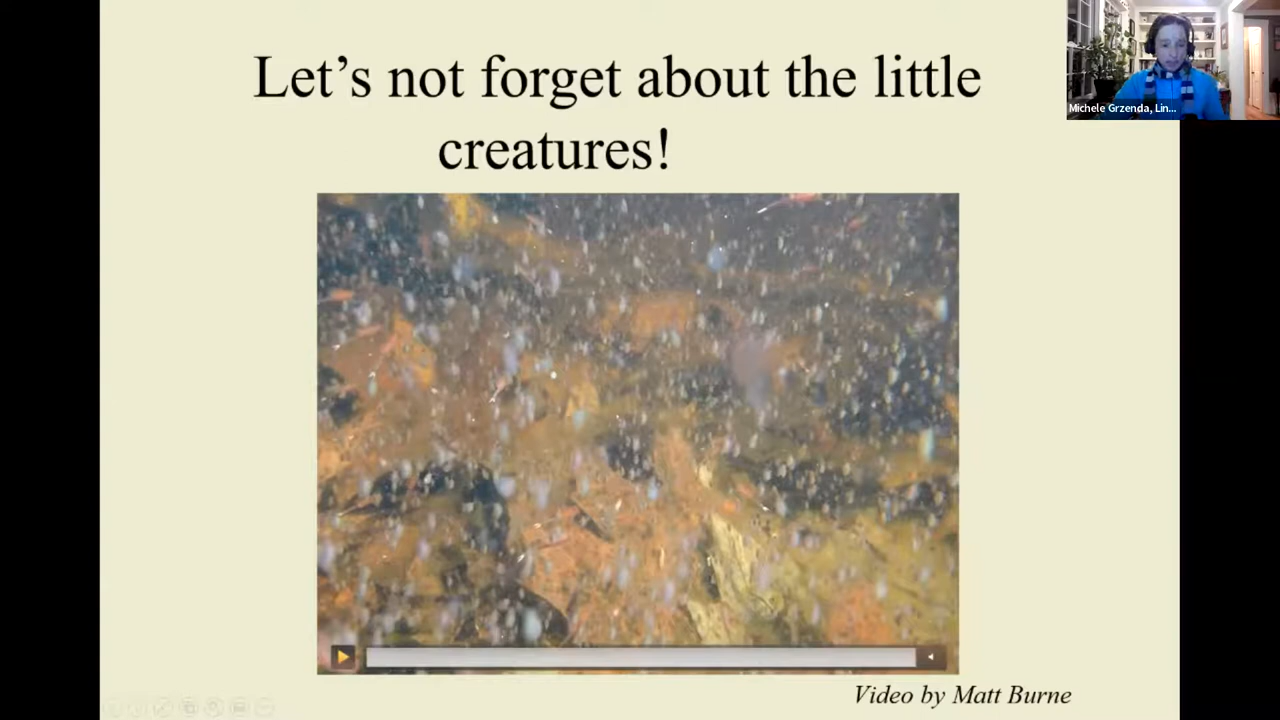 Let's not forget about the little
creatures!
Michele Grzenda, Lin...
Video by Matt Burne